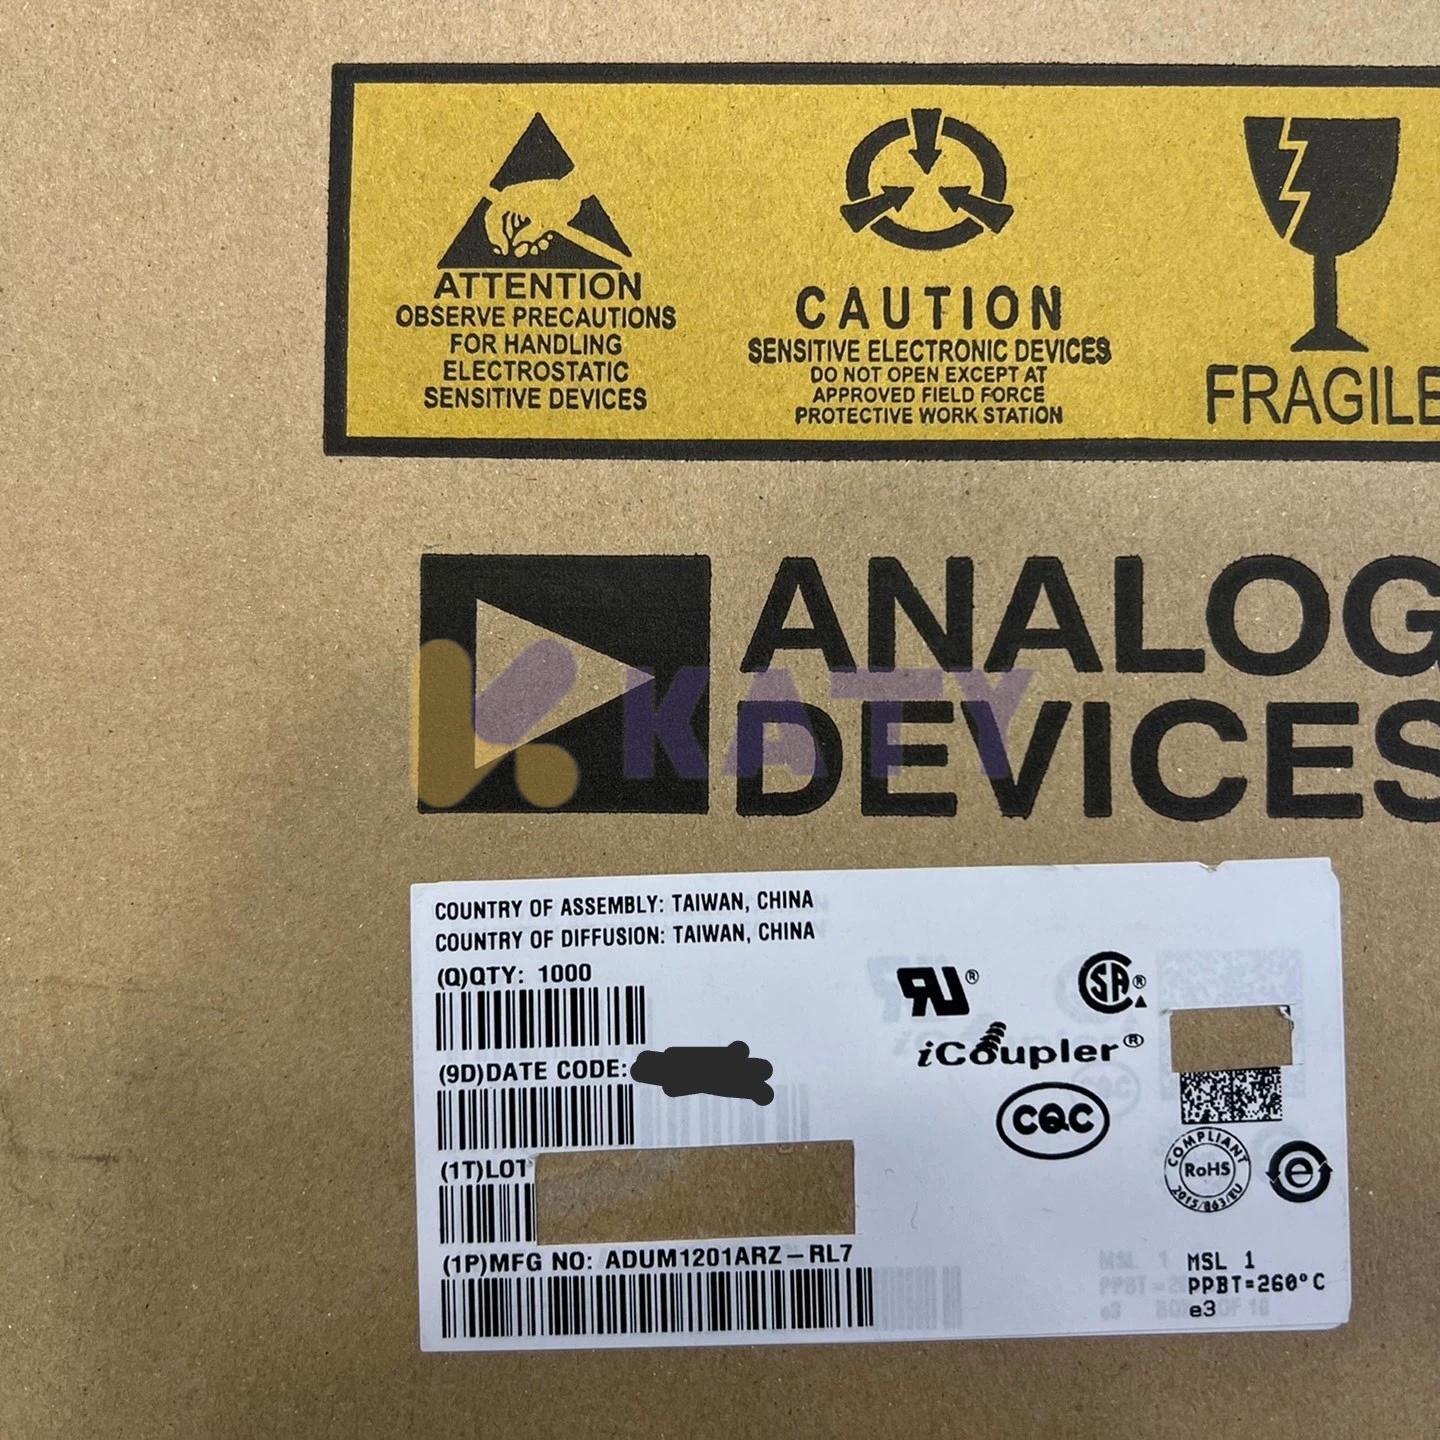 ATTENTION
OBSERVE PRECAUTIONS
FOR HANDLING
ELECTROSTATIC
SENSITIVE DEVICES
CAUTION
SENSITIVE ELECTRONIC DEVICES
DO NOT OPEN EXCEPT AT
APPROVED FIELD FORCE
PROTECTIVE WORK STATION
FRAGILE
ANALOG
DEVICES
KATY
COUNTRY OF ASSEMBLY: TAIWAN, CHINA
COUNTRY OF DIFFUSION: TAIWAN, CHINA
(Q)QTY: 1000
(9D)DATE CODE:
(1T)LOT
(1P)MFG NO: ADUM1201ARZ-RL7
RU®
SA®
iCoupler®
CQC
COMPLIANT
RoHS
2015/863/EU
e
MSL 1
PPBT=260°C
e3